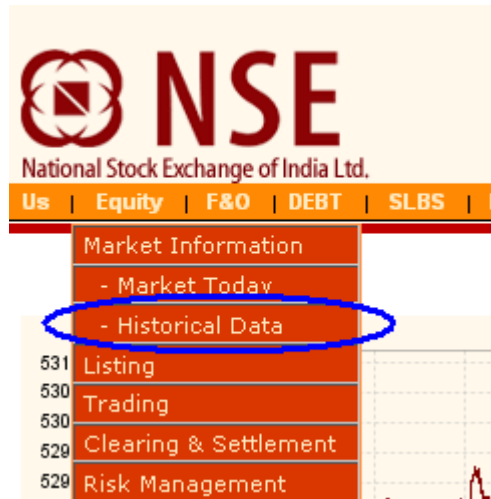 NSE
National Stock Exchange of India Ltd.
Us | Equity | F&O | DEBT | SLBS |
Market Information
- Market Today
- Historical Data
531 Listing
530
Trading
530
529 Clearing & Settlement
529 Risk Management